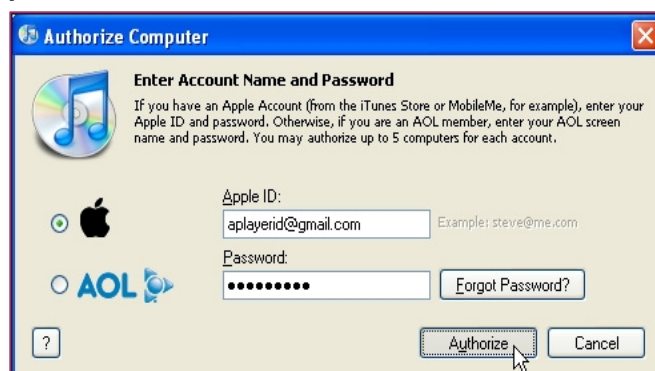 Authorize Computer
Enter Account Name and Password
If you have an Apple Account (from the iTunes Store or MobileMe, for example), enter your
Apple ID and password. Otherwise, if you are an AOL member, enter your AOL screen
name and password. You may authorize up to 5 computers for each account.
Apple ID:
aplayerid@gmail.com Example: steve@me.com
Password:
AOL ●●●●●●●●● Forgot Password?
? Authorize Cancel